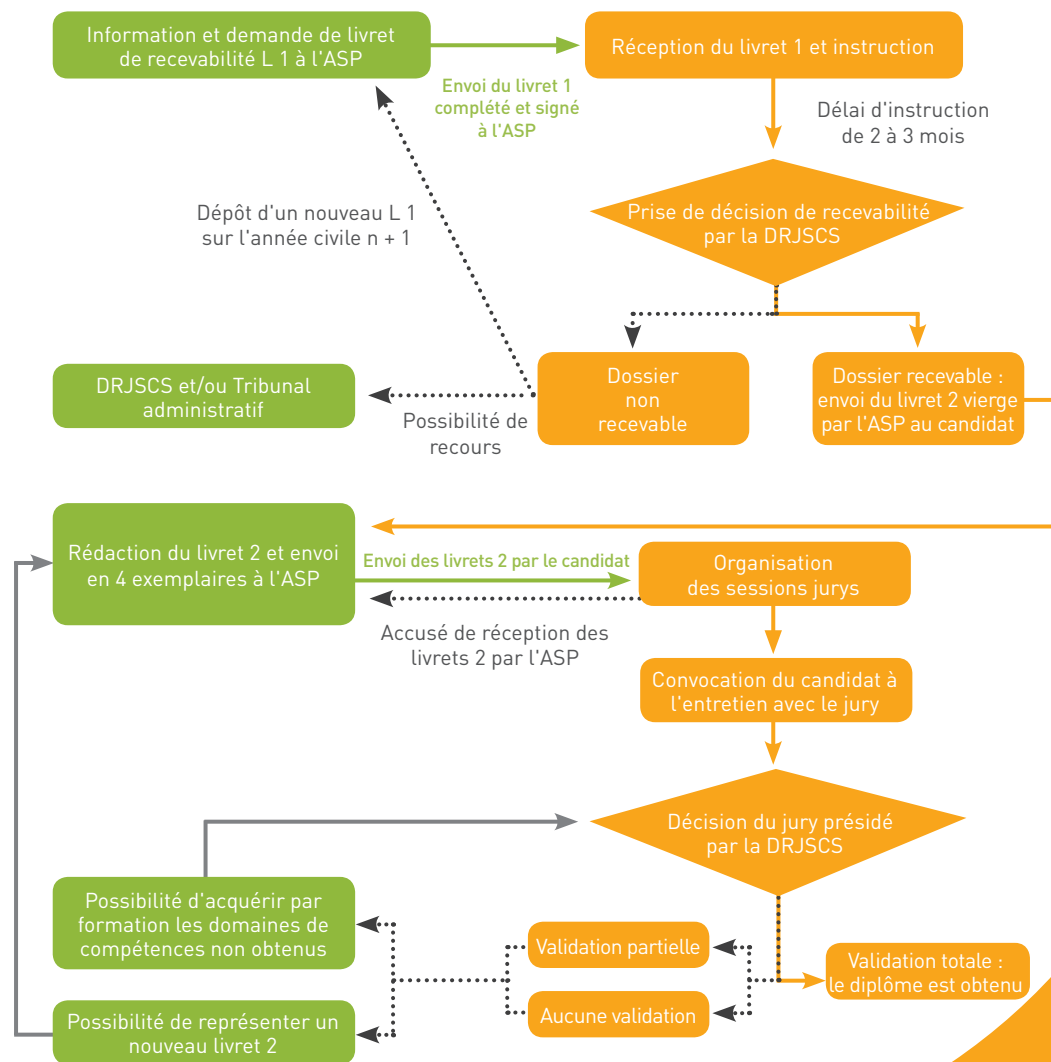 Information et demande de livret
de recevabilité L 1 à l'ASP
Envoi du livret 1
complété et signé
à l'ASP
Réception du livret 1 et instruction
Délai d'instruction
de 2 à 3 mois
Prise de décision de recevabilité
par la DRJSCS
Dépôt d'un nouveau L 1
sur l'année civile n + 1
DRJSCS et/ou Tribunal
administratif
Possibilité de
recours
Dossier
non
recevable
Dossier recevable :
envoi du livret 2 vierge
par l'ASP au candidat
Rédaction du livret 2 et envoi
en 4 exemplaires à l'ASP
Envoi des livrets 2 par le candidat
Accusé de réception des
livrets 2 par l'ASP
Organisation
des sessions jurys
Convocation du candidat à
l'entretien avec le jury
Décision du jury présidé
par la DRJSCS
Possibilité d'acquérir par
formation les domaines de
compétences non obtenus
Validation partielle
Validation totale :
le diplôme est obtenu
Aucune validation
Possibilité de représenter un
nouveau livret 2